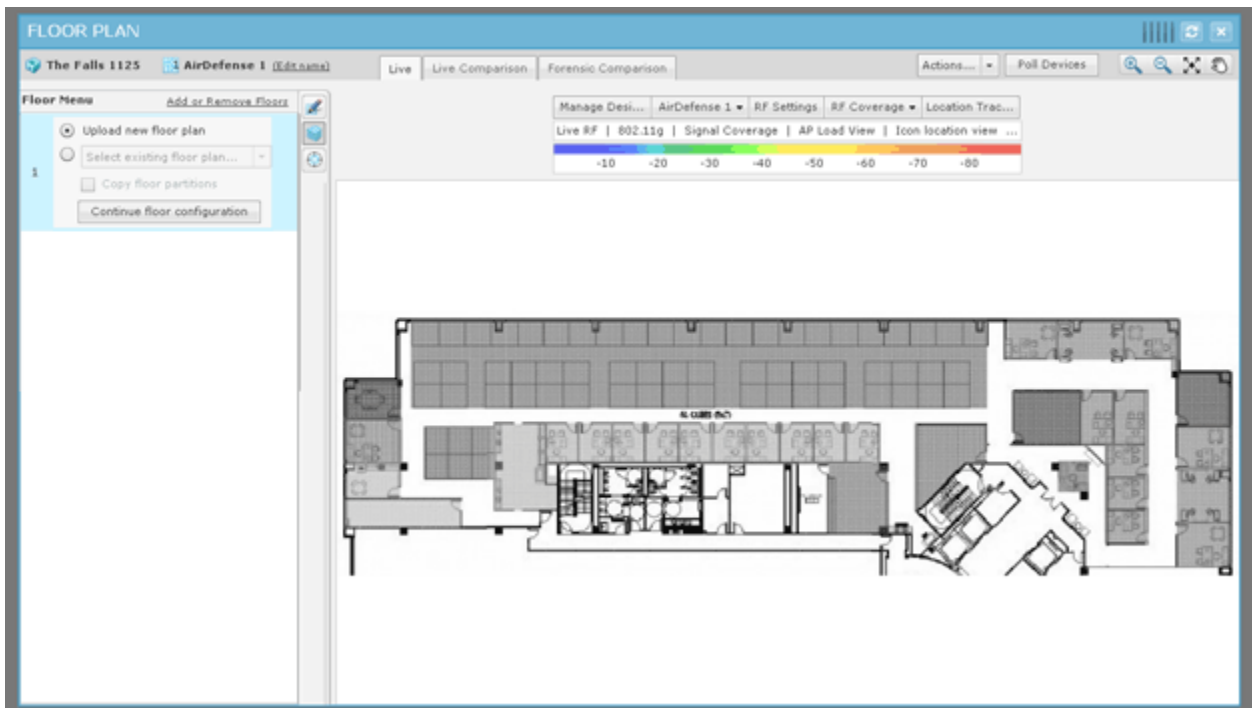 FLOOR PLAN
The Falls 1125 1 AirDefense 1 (Edit name)
Live Live Comparison Forensic Comparison
Actions... Poll Devices
Floor Menu Add or Remove Floors
Manage Desi... AirDefense 1 RF Settings RF Coverage Location Trac...
Live RF | 802.11g | Signal Coverage | AP Load View | Icon location view ...
-10 -20 -30 -40 -50 -60 -70 -80
1
Upload new floor plan
Select existing floor plan...
Copy floor partitions
Continue floor configuration